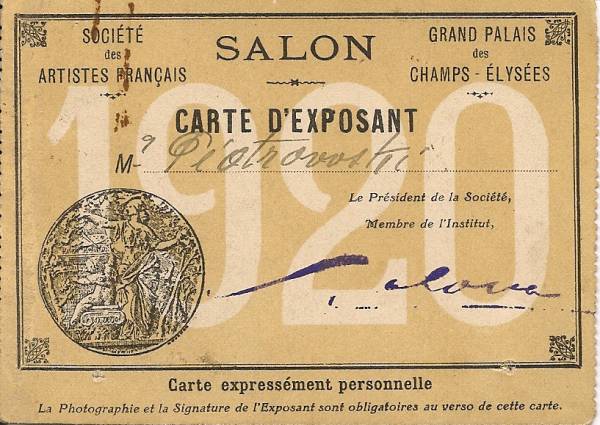 SOCIÉTÉ
des
ARTISTES FRANÇAIS
SALON
GRAND PALAIS
des
CHAMPS - ÉLYSÉES
1920
CARTE D'EXPOSANT
M Piotrowski
Le Président de la Société,
Membre de l'Institut,
Carte expressément personnelle
La Photographie et la Signature de l'Exposant sont obligatoires au verso de cette carte.